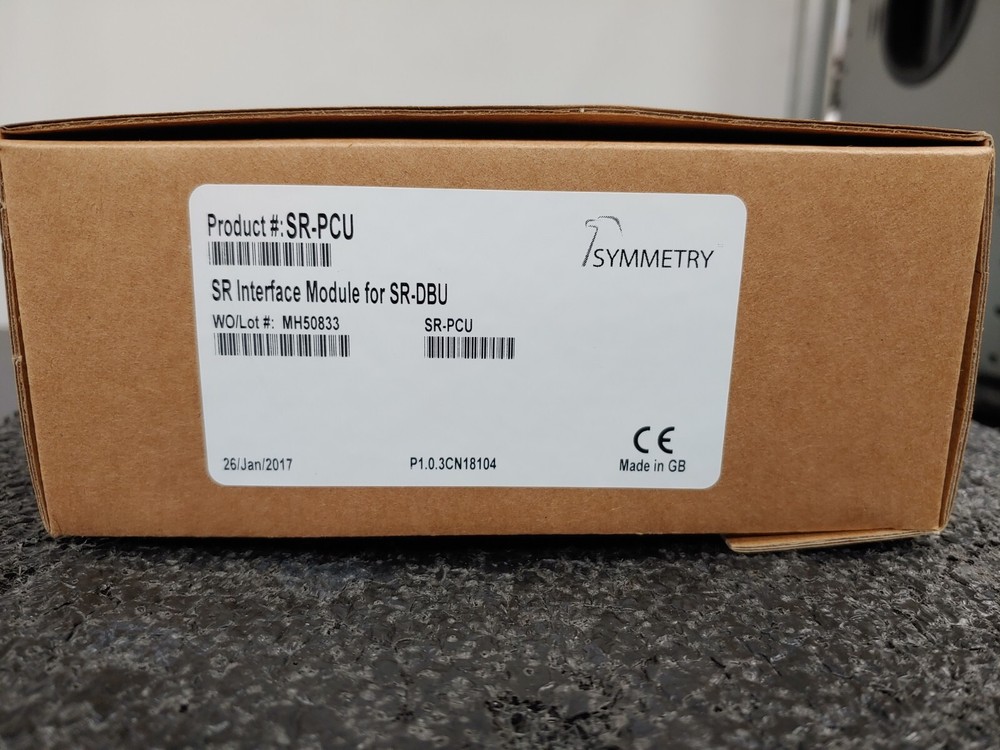 Product #: SR-PCU
SYMMETRY
SR Interface Module for SR-DBU
WO/Lot #: MH50833
SR-PCU
26/Jan/2017
P1.0.3CN18104
CE
Made in GB